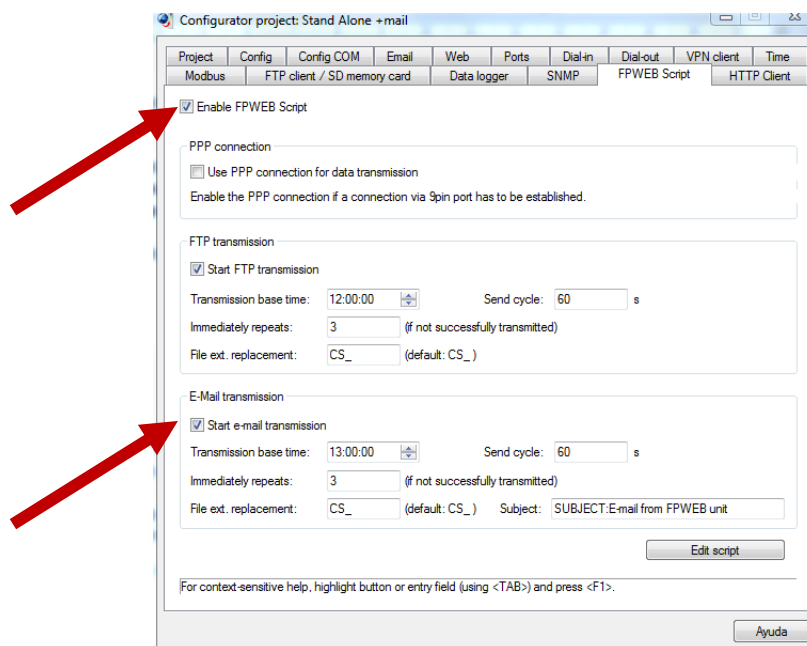 Configurator project: Stand Alone +mail
Project Config Config COM Email Web Ports Dial-in Dial-out VPN client Time
Modbus FTP client / SD memory card Data logger SNMP FPWEB Script HTTP Client
Enable FPWEB Script
PPP connection
Use PPP connection for data transmission
Enable the PPP connection if a connection via 9pin port has to be established.
FTP transmission
Start FTP transmission
Transmission base time: 12:00:00 Send cycle: 60 s
Immediately repeats: 3 (if not successfully transmitted)
File ext. replacement: CS_ (default: CS_ )
E-Mail transmission
Start e-mail transmission
Transmission base time: 13:00:00 Send cycle: 60 s
Immediately repeats: 3 (if not successfully transmitted)
File ext. replacement: CS_ (default: CS_ ) Subject: SUBJECT:E-mail from FPWEB unit
Edit script
For context-sensitive help, highlight button or entry field (using <TAB>) and press <F1>.
Ayuda